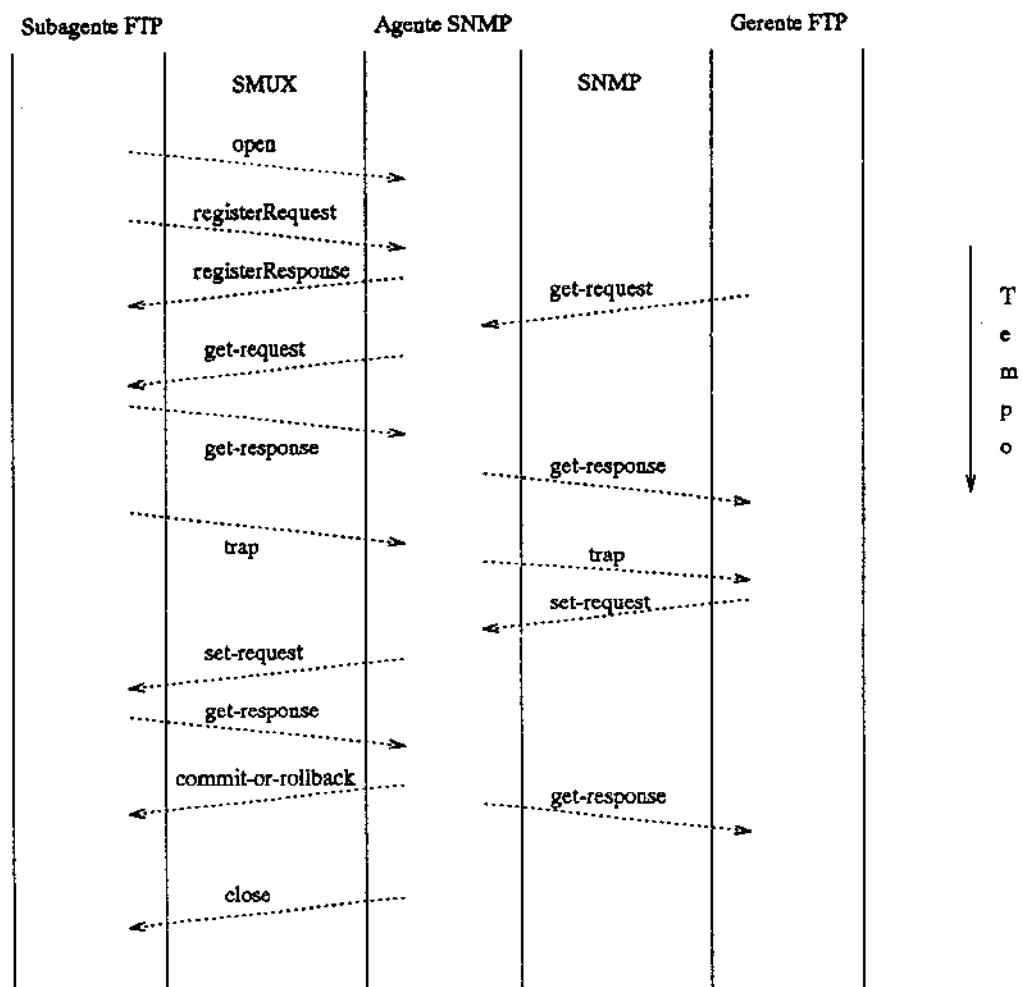 Subagente FTP Agente SNMP Gerente FTP
SMUX SNMP
open
registerRequest
registerResponse
get-request
get-request
get-response
get-response
trap
trap
set-request
set-request
get-response
commit-or-rollback
get-response
close
T
e
m
p
o